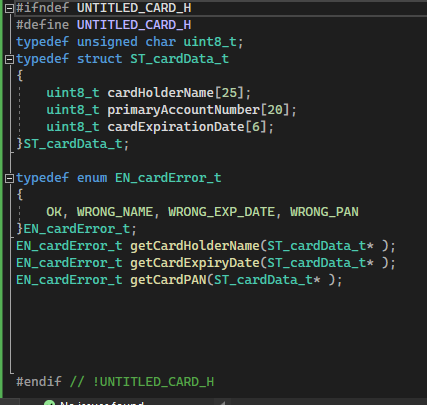 #ifndef UNTITLED_CARD_H
#define UNTITLED_CARD_H
typedef unsigned char uint8_t;
typedef struct ST_cardData_t
{
    uint8_t cardHolderName[25];
    uint8_t primaryAccountNumber[20];
    uint8_t cardExpirationDate[6];
}ST_cardData_t;
typedef enum EN_cardError_t
{
    OK, WRONG_NAME, WRONG_EXP_DATE, WRONG_PAN
}EN_cardError_t;
EN_cardError_t getCardHolderName(ST_cardData_t* );
EN_cardError_t getCardExpiryDate(ST_cardData_t* );
EN_cardError_t getCardPAN(ST_cardData_t* );
#endif // !UNTITLED_CARD_H
No issues found